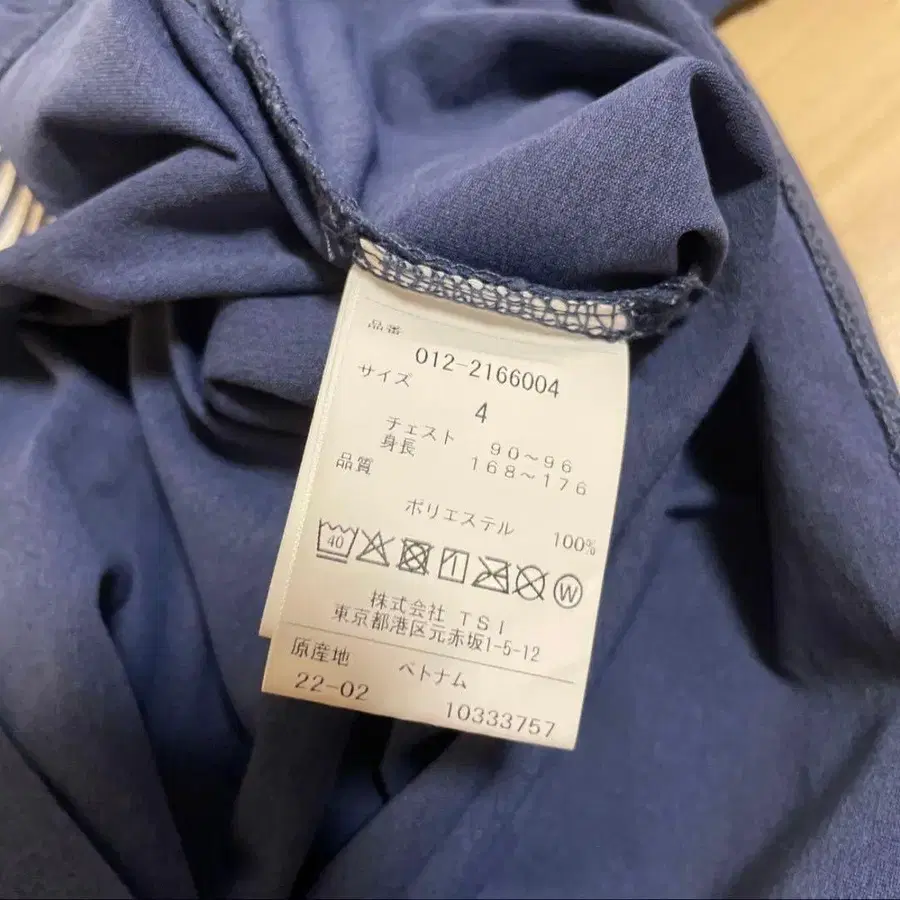 品番
012-2166004
サイズ
4
チェスト 90~96
身長 168~176
品質
ポリエステル 100%
40
W
株式会社 TSI
東京都港区元赤坂1-5-12
原産地 ベトナム
22-02 10333757